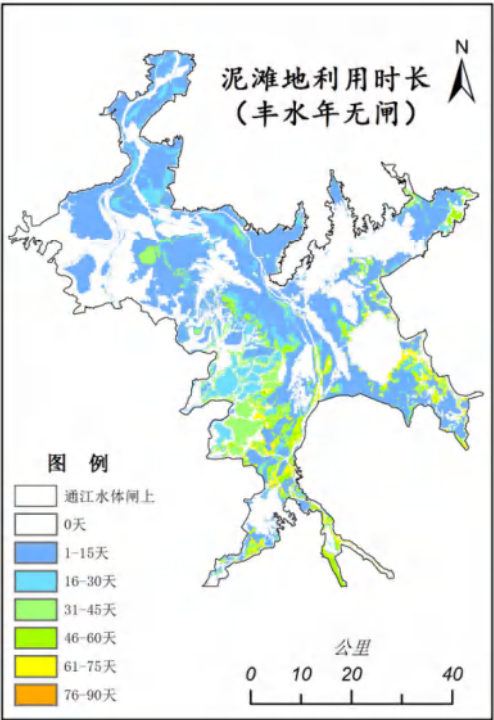 N
泥滩地利用时长
（丰水年无闸）
图 例
通江水体闸上
0天
1-15天
16-30天
31-45天
46-60天
61-75天
76-90天
公里
0 10 20 40